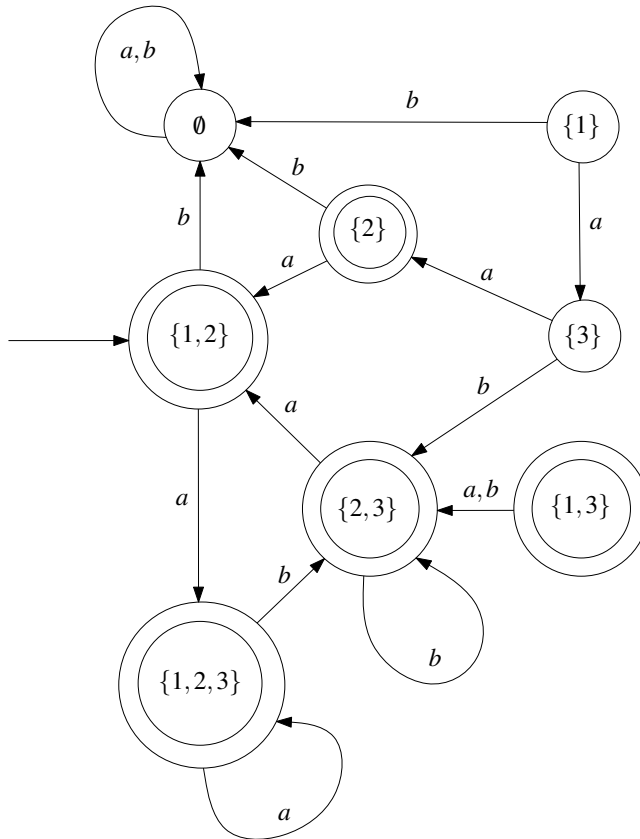 a, b
∅
b
{1}
b
b
{2}
a
a
a
{1, 2}
{3}
b
a
a
a, b
{2, 3}
{1, 3}
b
b
{1, 2, 3}
a